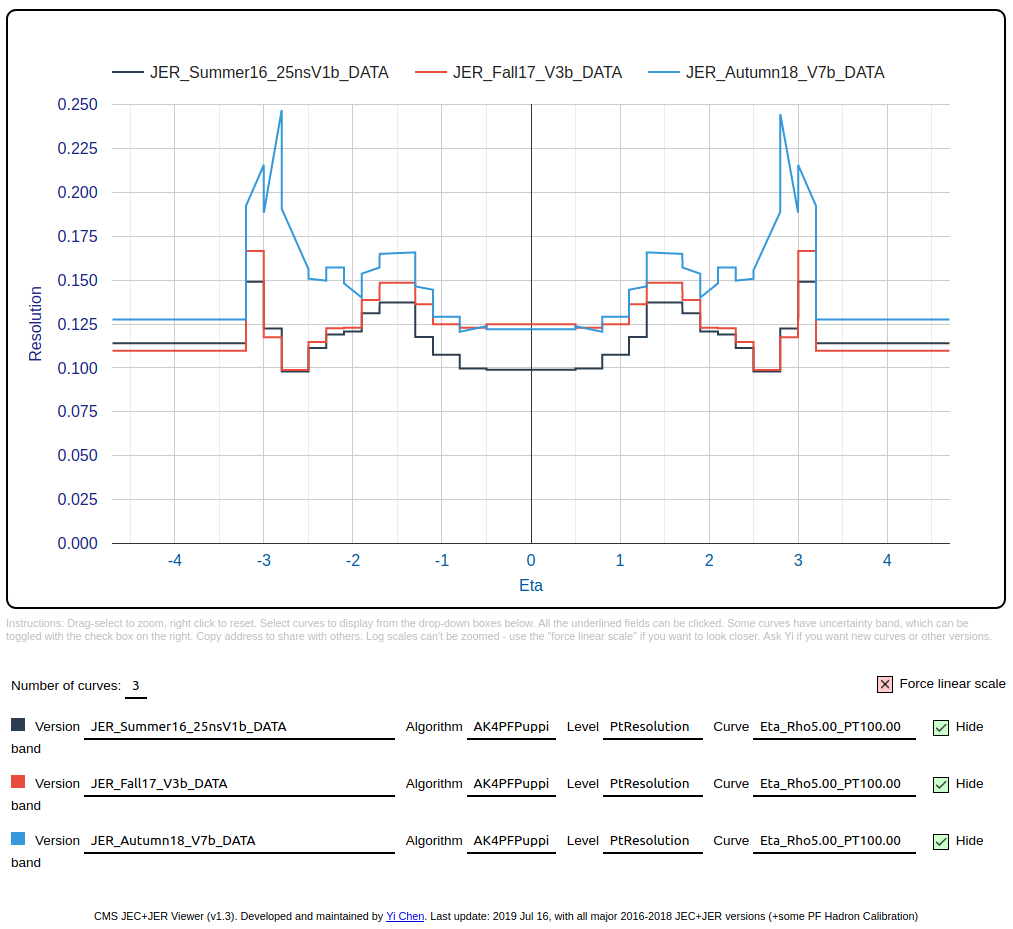 JER_Summer16_25nsV1b_DATA JER_Fall17_V3b_DATA JER_Autumn18_V7b_DATA
0.250
0.225
0.200
0.175
0.150
0.125
0.100
0.075
0.050
0.025
0.000
Resolution
-4 -3 -2 -1 0 1 2 3 4
Eta
Instructions: Drag-select to zoom, right click to reset. Select curves to display from the drop-down boxes below. All the underlined fields can be clicked. Some curves have uncertainty band, which can be
toggled with the check box on the right. Copy address to share with others. Log scales can't be zoomed - use the "force linear scale" if you want to look closer. Ask Yi if you want new curves or other versions.
Number of curves: 3 Force linear scale
Version JER_Summer16_25nsV1b_DATA Algorithm AK4PFPuppi Level PtResolution Curve Eta_Rho5.00_PT100.00 Hide
band
Version JER_Fall17_V3b_DATA Algorithm AK4PFPuppi Level PtResolution Curve Eta_Rho5.00_PT100.00 Hide
band
Version JER_Autumn18_V7b_DATA Algorithm AK4PFPuppi Level PtResolution Curve Eta_Rho5.00_PT100.00 Hide
band
CMS JEC+JER Viewer (v1.3). Developed and maintained by Yi Chen. Last update: 2019 Jul 16, with all major 2016-2018 JEC+JER versions (+some PF Hadron Calibration)